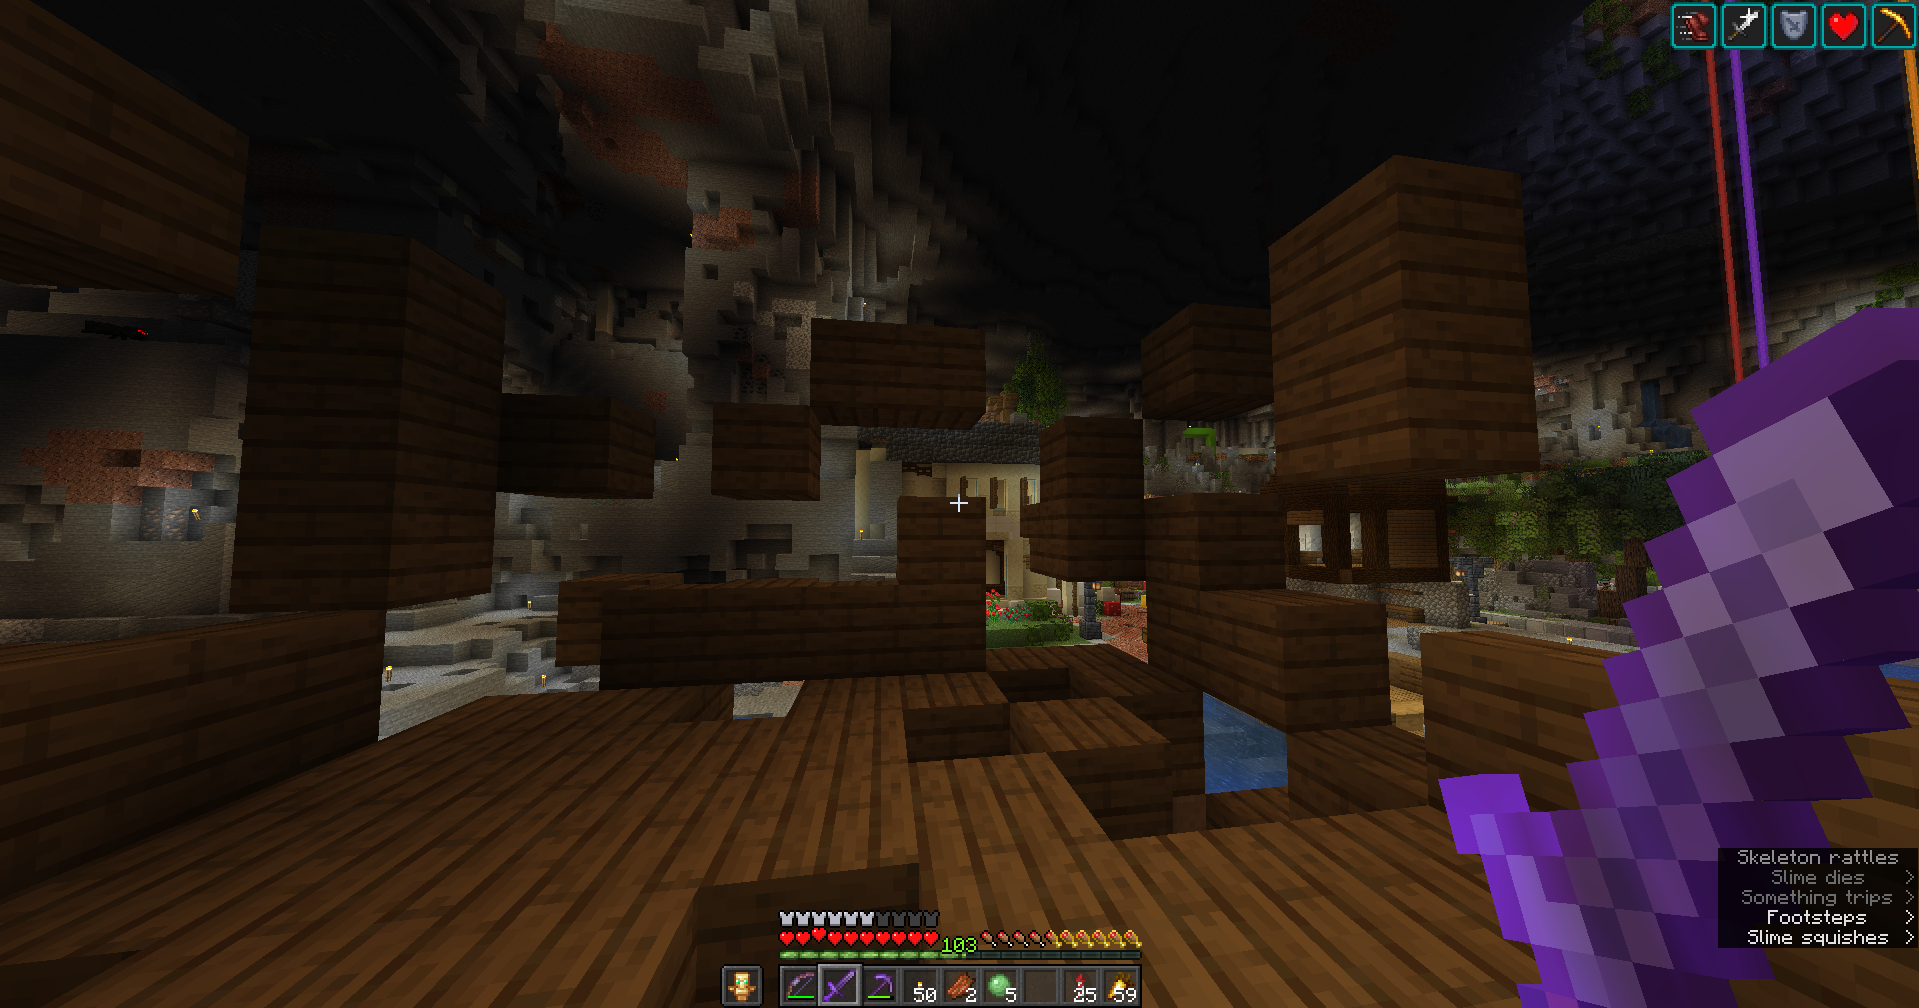 Skeleton rattles
Slime dies >
Something trips >
Footsteps >
Slime squishes >
103
50 2 5 25 59